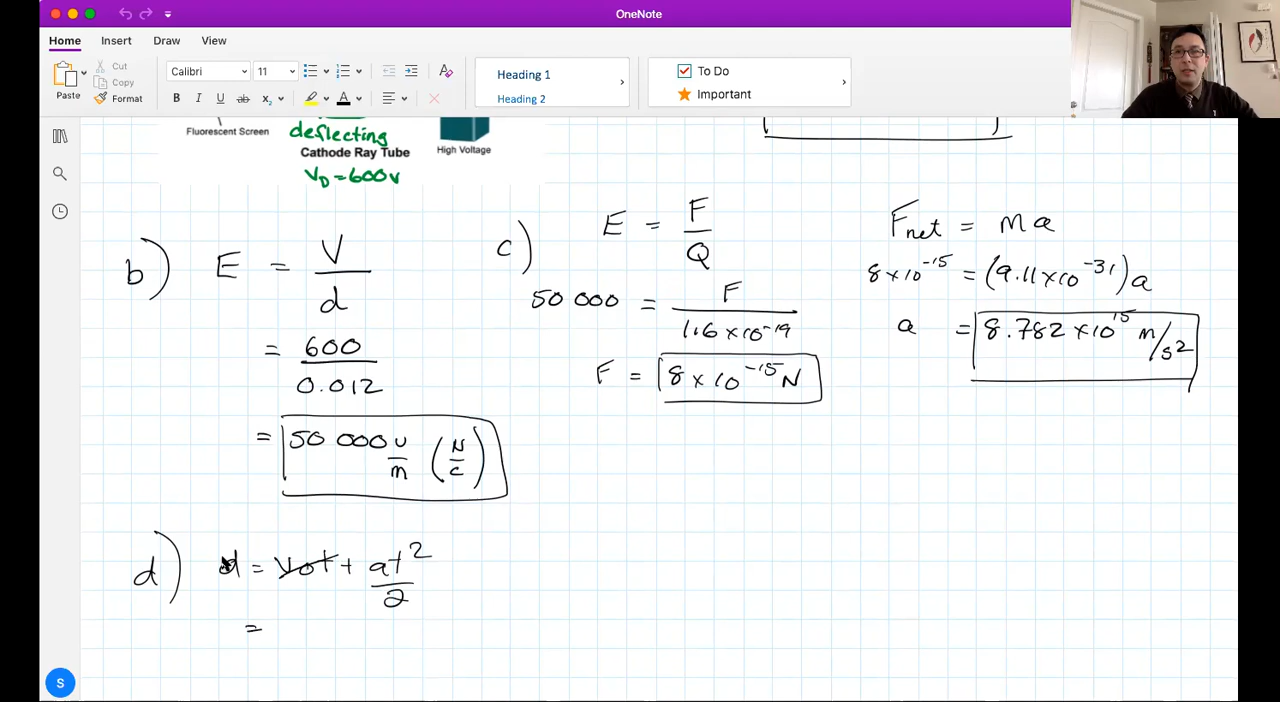 OneNote
Home Insert Draw View
Paste
Cut
Copy
Format
Calibri 11
B I U ab x₂ A
Heading 1
Heading 2
To Do
Important
Fluorescent Screen
deflecting
Cathode Ray Tube
High Voltage
V_D = 600V
b) E = V/d
= 600/0.012
= 50 000 V/m (N/C)
c) E = F/Q
50 000 = F/1.6 × 10⁻¹⁹
F = 8 × 10⁻¹⁵ N
F_net = ma
8 × 10⁻¹⁵ = (9.11 × 10⁻³¹) a
a = 8.782 × 10¹⁵ m/s²
d) d = v₀t + at²/2
=
S